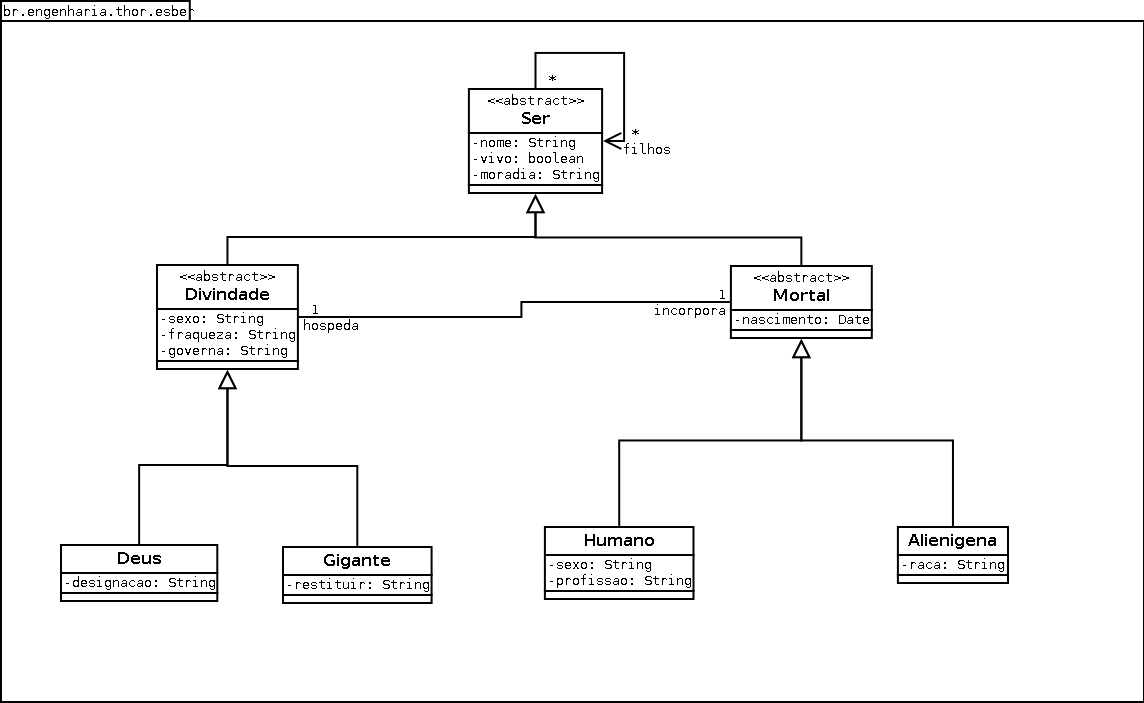 br.engenharia.thor.esber
*
<<abstract>>
Ser
-nome: String
-vivo: boolean
-moradia: String
*
filhos
<<abstract>>
Divindade
-sexo: String
-fraqueza: String
-governa: String
1
hospeda
1
incorpora
<<abstract>>
Mortal
-nascimento: Date
Deus
-designacao: String
Gigante
-restituir: String
Humano
-sexo: String
-profissao: String
Alienigena
-raca: String